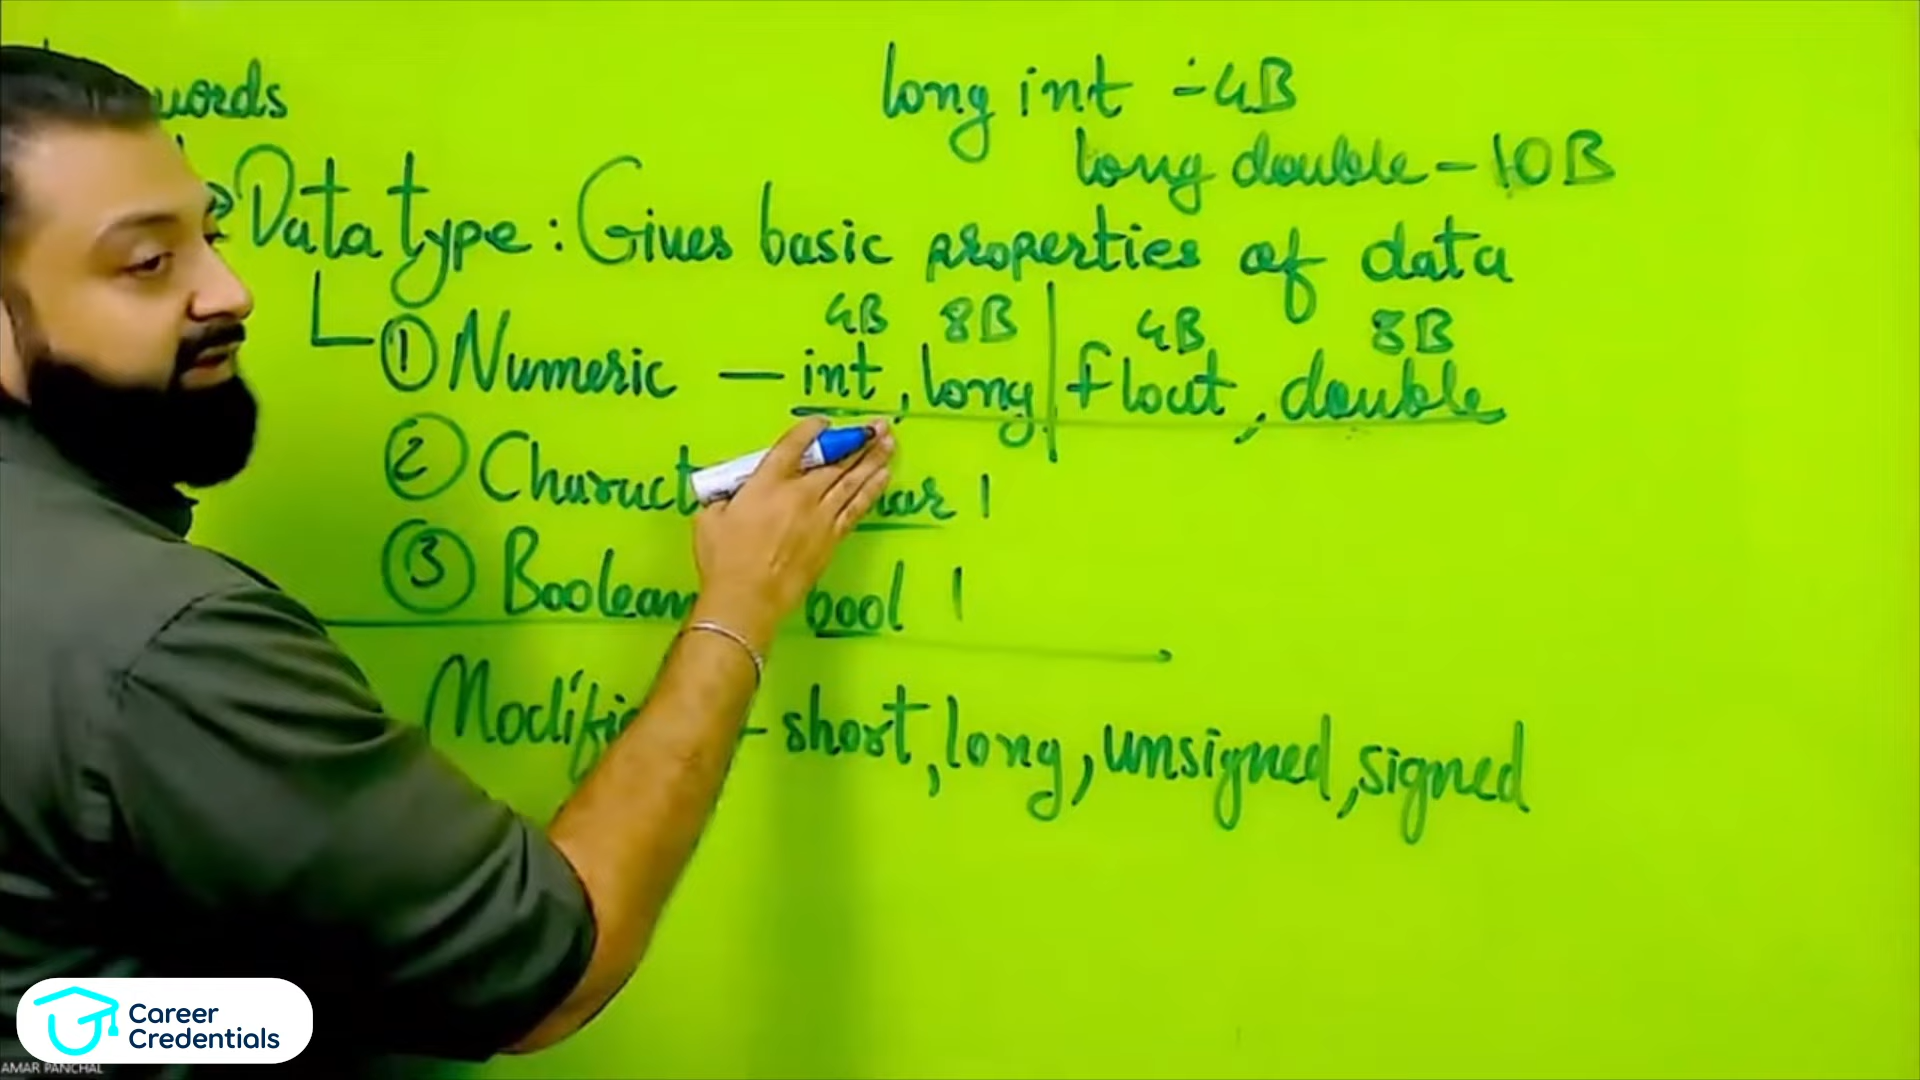 words
long int - 4B
long double - 10B
Data type : Gives basic properties of data
4B 8B 4B 8B
① Numeric — int, long | float, double
② Charact 1
③ Boolean bool 1
Modifi - short, long, unsigned, signed
Career
Credentials
AMAR PANCHAL